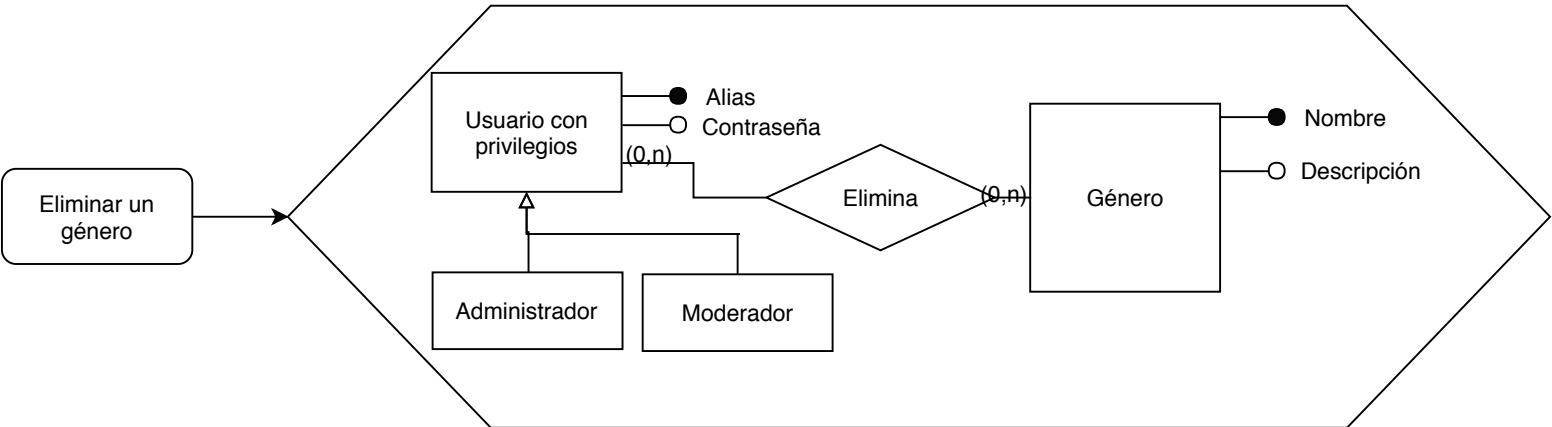 Eliminar un
género
Usuario con
privilegios
Alias
Contraseña
(0,n)
Elimina
(0,n)
Género
Nombre
Descripción
Administrador
Moderador